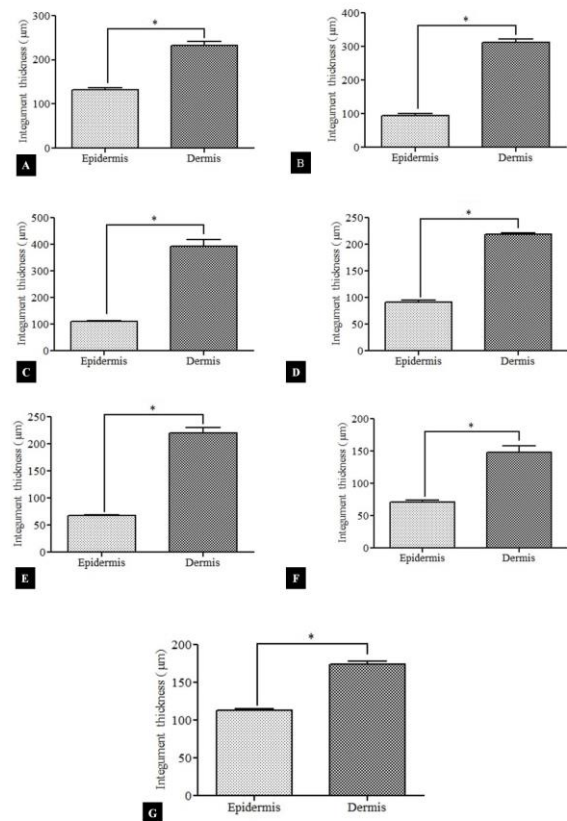 Integument thickness ( µm)
300
200
100
0
*
Epidermis
Dermis
A
Integument thickness ( µm)
400
300
200
100
0
*
Epidermis
Dermis
B
Integument thickness ( µm)
500
400
300
200
100
0
*
Epidermis
Dermis
C
Integument thickness ( µm)
250
200
150
100
50
0
*
Epidermis
Dermis
D
Integument thickness ( µm)
250
200
150
100
50
0
*
Epidermis
Dermis
E
Integument thickness ( µm)
200
150
100
50
0
*
Epidermis
Dermis
F
Integument thickness ( µm)
200
150
100
50
0
*
Epidermis
Dermis
G